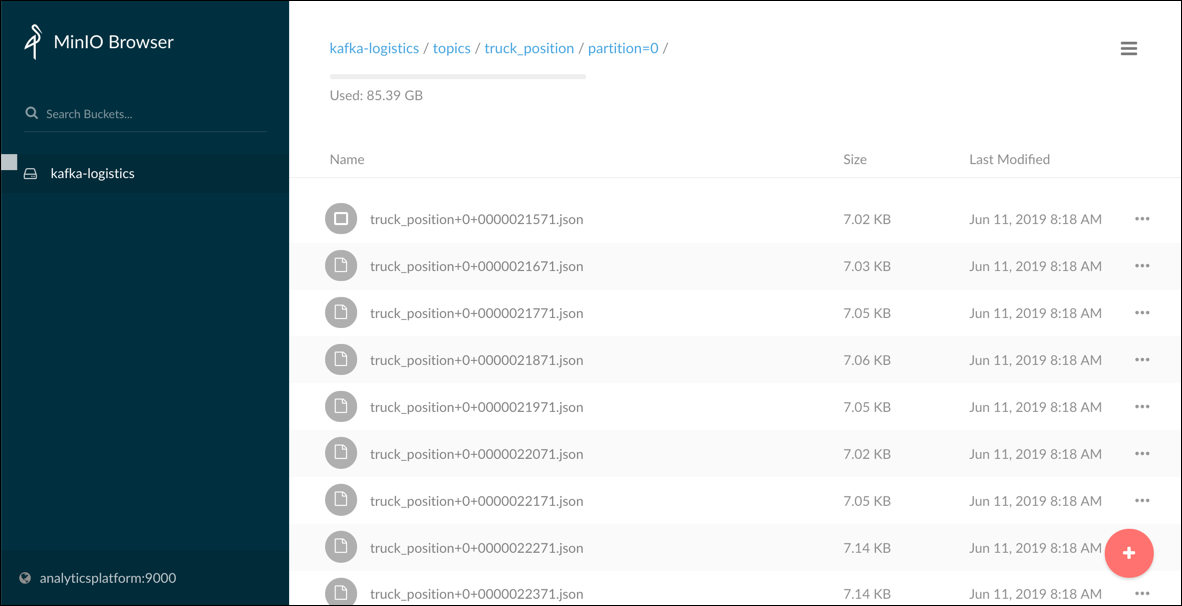 MinIO Browser
Search Buckets...
kafka-logistics
analyticsplatform:9000
kafka-logistics / topics / truck_position / partition=0 /
Used: 85.39 GB
Name Size Last Modified
truck_position+0+0000021571.json 7.02 KB Jun 11, 2019 8:18 AM
truck_position+0+0000021671.json 7.03 KB Jun 11, 2019 8:18 AM
truck_position+0+0000021771.json 7.05 KB Jun 11, 2019 8:18 AM
truck_position+0+0000021871.json 7.06 KB Jun 11, 2019 8:18 AM
truck_position+0+0000021971.json 7.05 KB Jun 11, 2019 8:18 AM
truck_position+0+0000022071.json 7.02 KB Jun 11, 2019 8:18 AM
truck_position+0+0000022171.json 7.05 KB Jun 11, 2019 8:18 AM
truck_position+0+0000022271.json 7.14 KB Jun 11, 2019 8:18 AM
truck_position+0+0000022371.json 7.14 KB Jun 11, 2019 8:18 AM